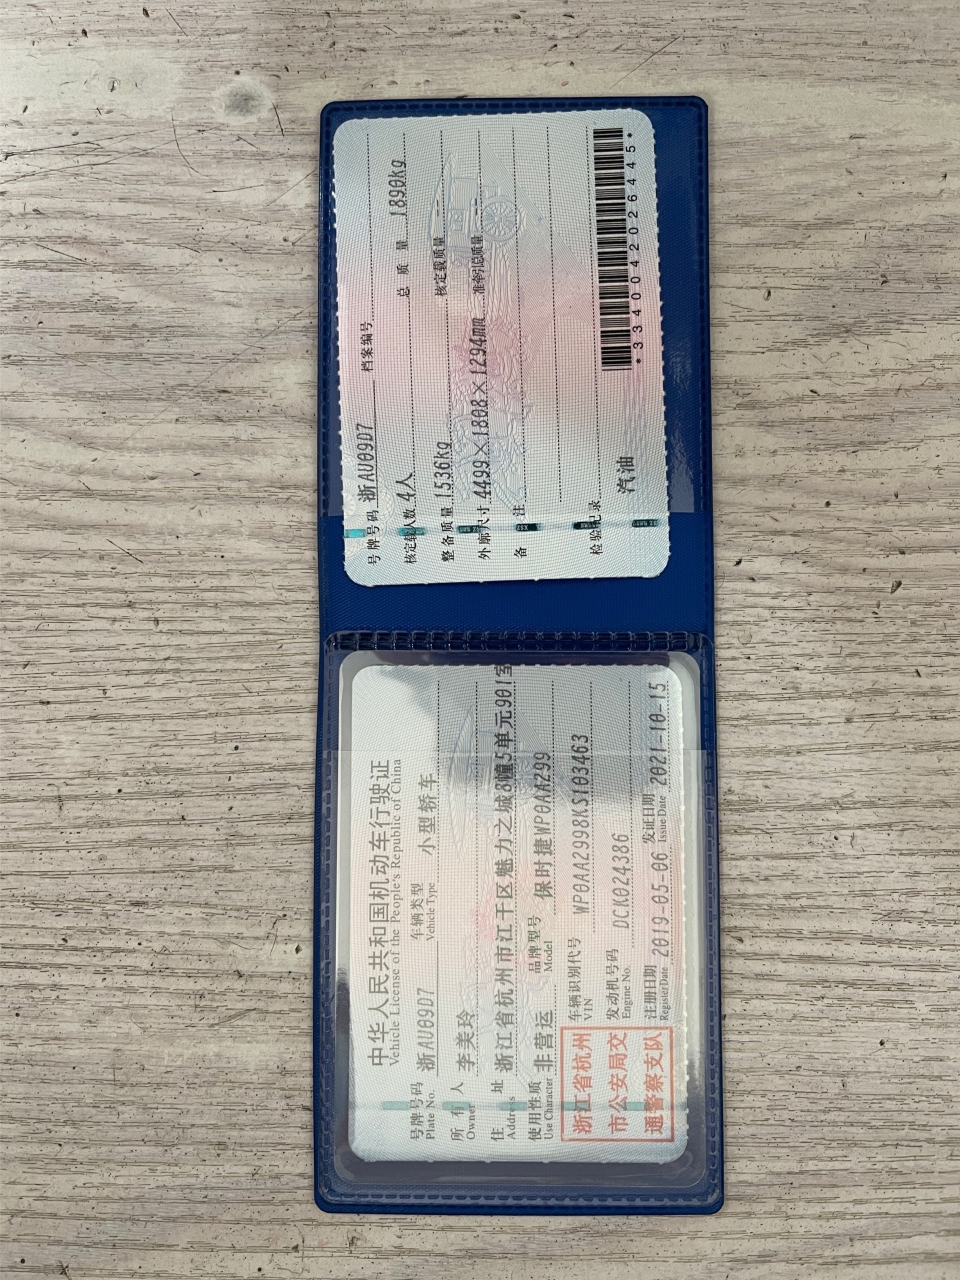 中华人民共和国机动车行驶证
Vehicle License of the People's Republic of China
号牌号码 浙AU09D7 车辆类型 小型轿车
Plate No. Vehicle Type
所有人 李美玲
Owner
住址 浙江省杭州市江干区魅力之城8幢5单元901室
Address
使用性质 非营运 品牌型号 保时捷WP0AA299
Use Character Model
浙江省杭州
市公安局交
通警察支队
车辆识别代号 WP0AA2998KS103463
VIN
发动机号码 DCK024386
Engine No.
注册日期 2019-05-06 发证日期 2021-10-15
Register Date Issue Date
号牌号码 浙AU09D7 档案编号
核定载人数 4人 总质量 1890kg
整备质量 1536kg 核定载质量
外廓尺寸 4499×1808×1294mm 准牵引总质量
备注
检验记录
汽油
*3340042026445*